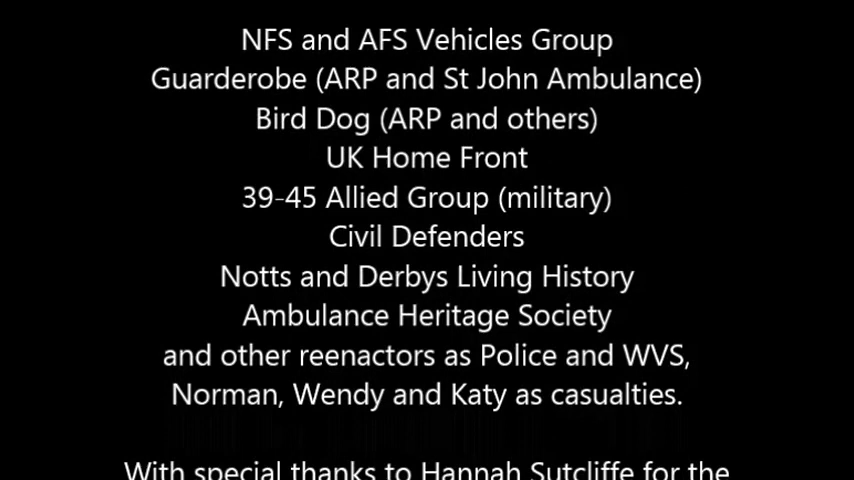 NFS and AFS Vehicles Group
Guarderobe (ARP and St John Ambulance)
Bird Dog (ARP and others)
UK Home Front
39-45 Allied Group (military)
Civil Defenders
Notts and Derbys Living History
Ambulance Heritage Society
and other reenactors as Police and WVS,
Norman, Wendy and Katy as casualties.
With special thanks to Hannah Sutcliffe for the